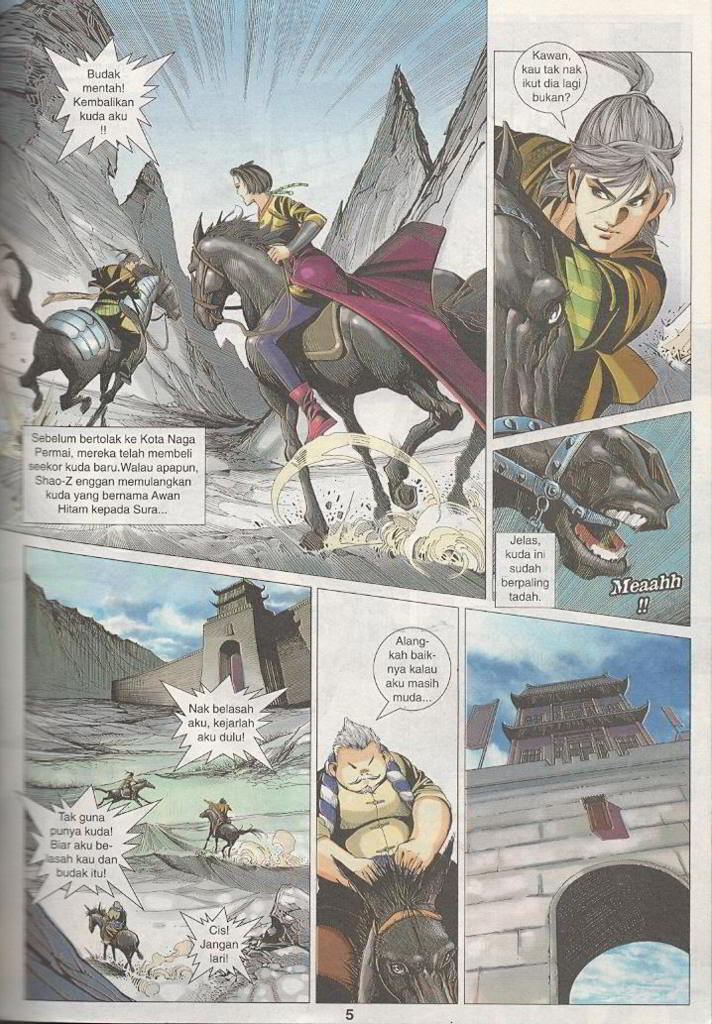 Budak
mentah!
Kembalikan
kuda aku
!!
Kawan,
kau tak nak
ikut dia lagi
bukan?
Sebelum bertolak ke Kota Naga
Permai, mereka telah membeli
seekor kuda baru.Walau apapun,
Shao-Z enggan memulangkan
kuda yang bernama Awan
Hitam kepada Sura...
Jelas,
kuda ini
sudah
berpaling
tadah.
Meaahh
!!
Nak belasah
aku, kejarlah
aku dulu!
Tak guna
punya kuda!
Biar aku be-
lasah kau dan
budak itu!
Cis!
Jangan
lari!
Alang-
kah baik-
nya kalau
aku masih
muda...
5